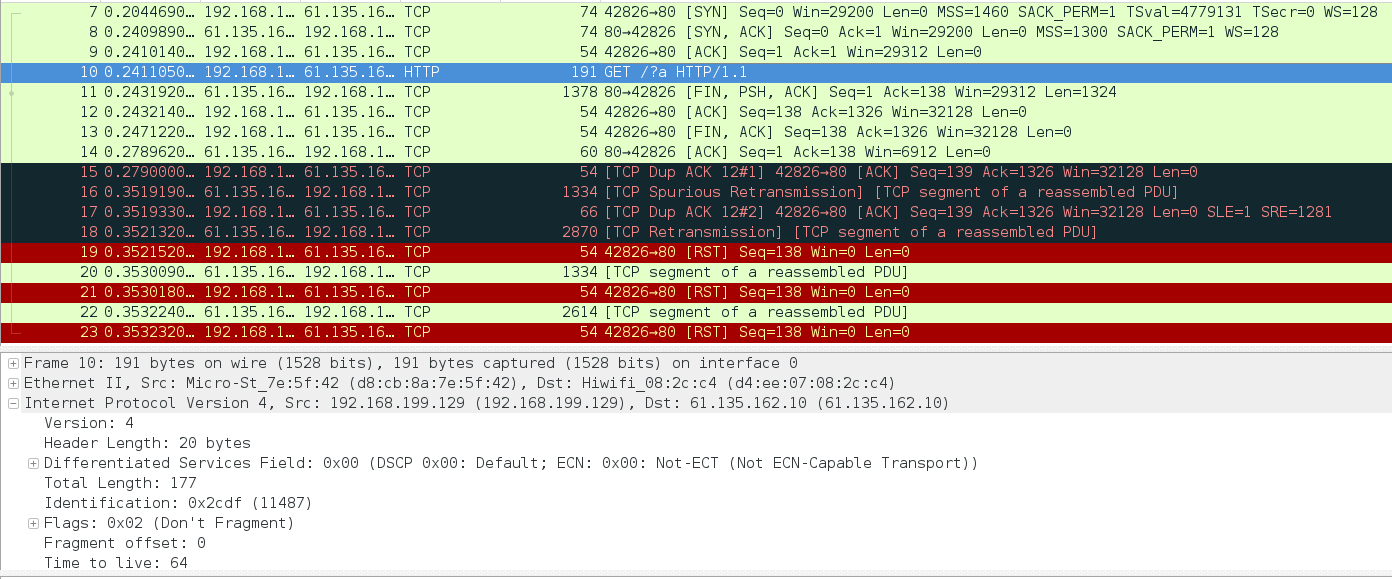 7 0.2044690… 192.168.1… 61.135.16… TCP 74 42826→80 [SYN] Seq=0 Win=29200 Len=0 MSS=1460 SACK_PERM=1 TSval=4779131 TSecr=0 WS=128
8 0.2409890… 61.135.16… 192.168.1… TCP 74 80→42826 [SYN, ACK] Seq=0 Ack=1 Win=29200 Len=0 MSS=1300 SACK_PERM=1 WS=128
9 0.2410140… 192.168.1… 61.135.16… TCP 54 42826→80 [ACK] Seq=1 Ack=1 Win=29312 Len=0
10 0.2411050… 192.168.1… 61.135.16… HTTP 191 GET /?a HTTP/1.1
11 0.2431920… 61.135.16… 192.168.1… TCP 1378 80→42826 [FIN, PSH, ACK] Seq=1 Ack=138 Win=29312 Len=1324
12 0.2432140… 192.168.1… 61.135.16… TCP 54 42826→80 [ACK] Seq=138 Ack=1326 Win=32128 Len=0
13 0.2471220… 192.168.1… 61.135.16… TCP 54 42826→80 [FIN, ACK] Seq=138 Ack=1326 Win=32128 Len=0
14 0.2789620… 61.135.16… 192.168.1… TCP 60 80→42826 [ACK] Seq=1 Ack=138 Win=6912 Len=0
15 0.2790000… 192.168.1… 61.135.16… TCP 54 [TCP Dup ACK 12#1] 42826→80 [ACK] Seq=139 Ack=1326 Win=32128 Len=0
16 0.3519190… 61.135.16… 192.168.1… TCP 1334 [TCP Spurious Retransmission] [TCP segment of a reassembled PDU]
17 0.3519330… 192.168.1… 61.135.16… TCP 66 [TCP Dup ACK 12#2] 42826→80 [ACK] Seq=139 Ack=1326 Win=32128 Len=0 SLE=1 SRE=1281
18 0.3521320… 61.135.16… 192.168.1… TCP 2870 [TCP Retransmission] [TCP segment of a reassembled PDU]
19 0.3521520… 192.168.1… 61.135.16… TCP 54 42826→80 [RST] Seq=138 Win=0 Len=0
20 0.3530090… 61.135.16… 192.168.1… TCP 1334 [TCP segment of a reassembled PDU]
21 0.3530180… 192.168.1… 61.135.16… TCP 54 42826→80 [RST] Seq=138 Win=0 Len=0
22 0.3532240… 61.135.16… 192.168.1… TCP 2614 [TCP segment of a reassembled PDU]
23 0.3532320… 192.168.1… 61.135.16… TCP 54 42826→80 [RST] Seq=138 Win=0 Len=0
Frame 10: 191 bytes on wire (1528 bits), 191 bytes captured (1528 bits) on interface 0
Ethernet II, Src: Micro-St_7e:5f:42 (d8:cb:8a:7e:5f:42), Dst: Hiwifi_08:2c:c4 (d4:ee:07:08:2c:c4)
Internet Protocol Version 4, Src: 192.168.199.129 (192.168.199.129), Dst: 61.135.162.10 (61.135.162.10)
Version: 4
Header Length: 20 bytes
Differentiated Services Field: 0x00 (DSCP 0x00: Default; ECN: 0x00: Not-ECT (Not ECN-Capable Transport))
Total Length: 177
Identification: 0x2cdf (11487)
Flags: 0x02 (Don't Fragment)
Fragment offset: 0
Time to live: 64